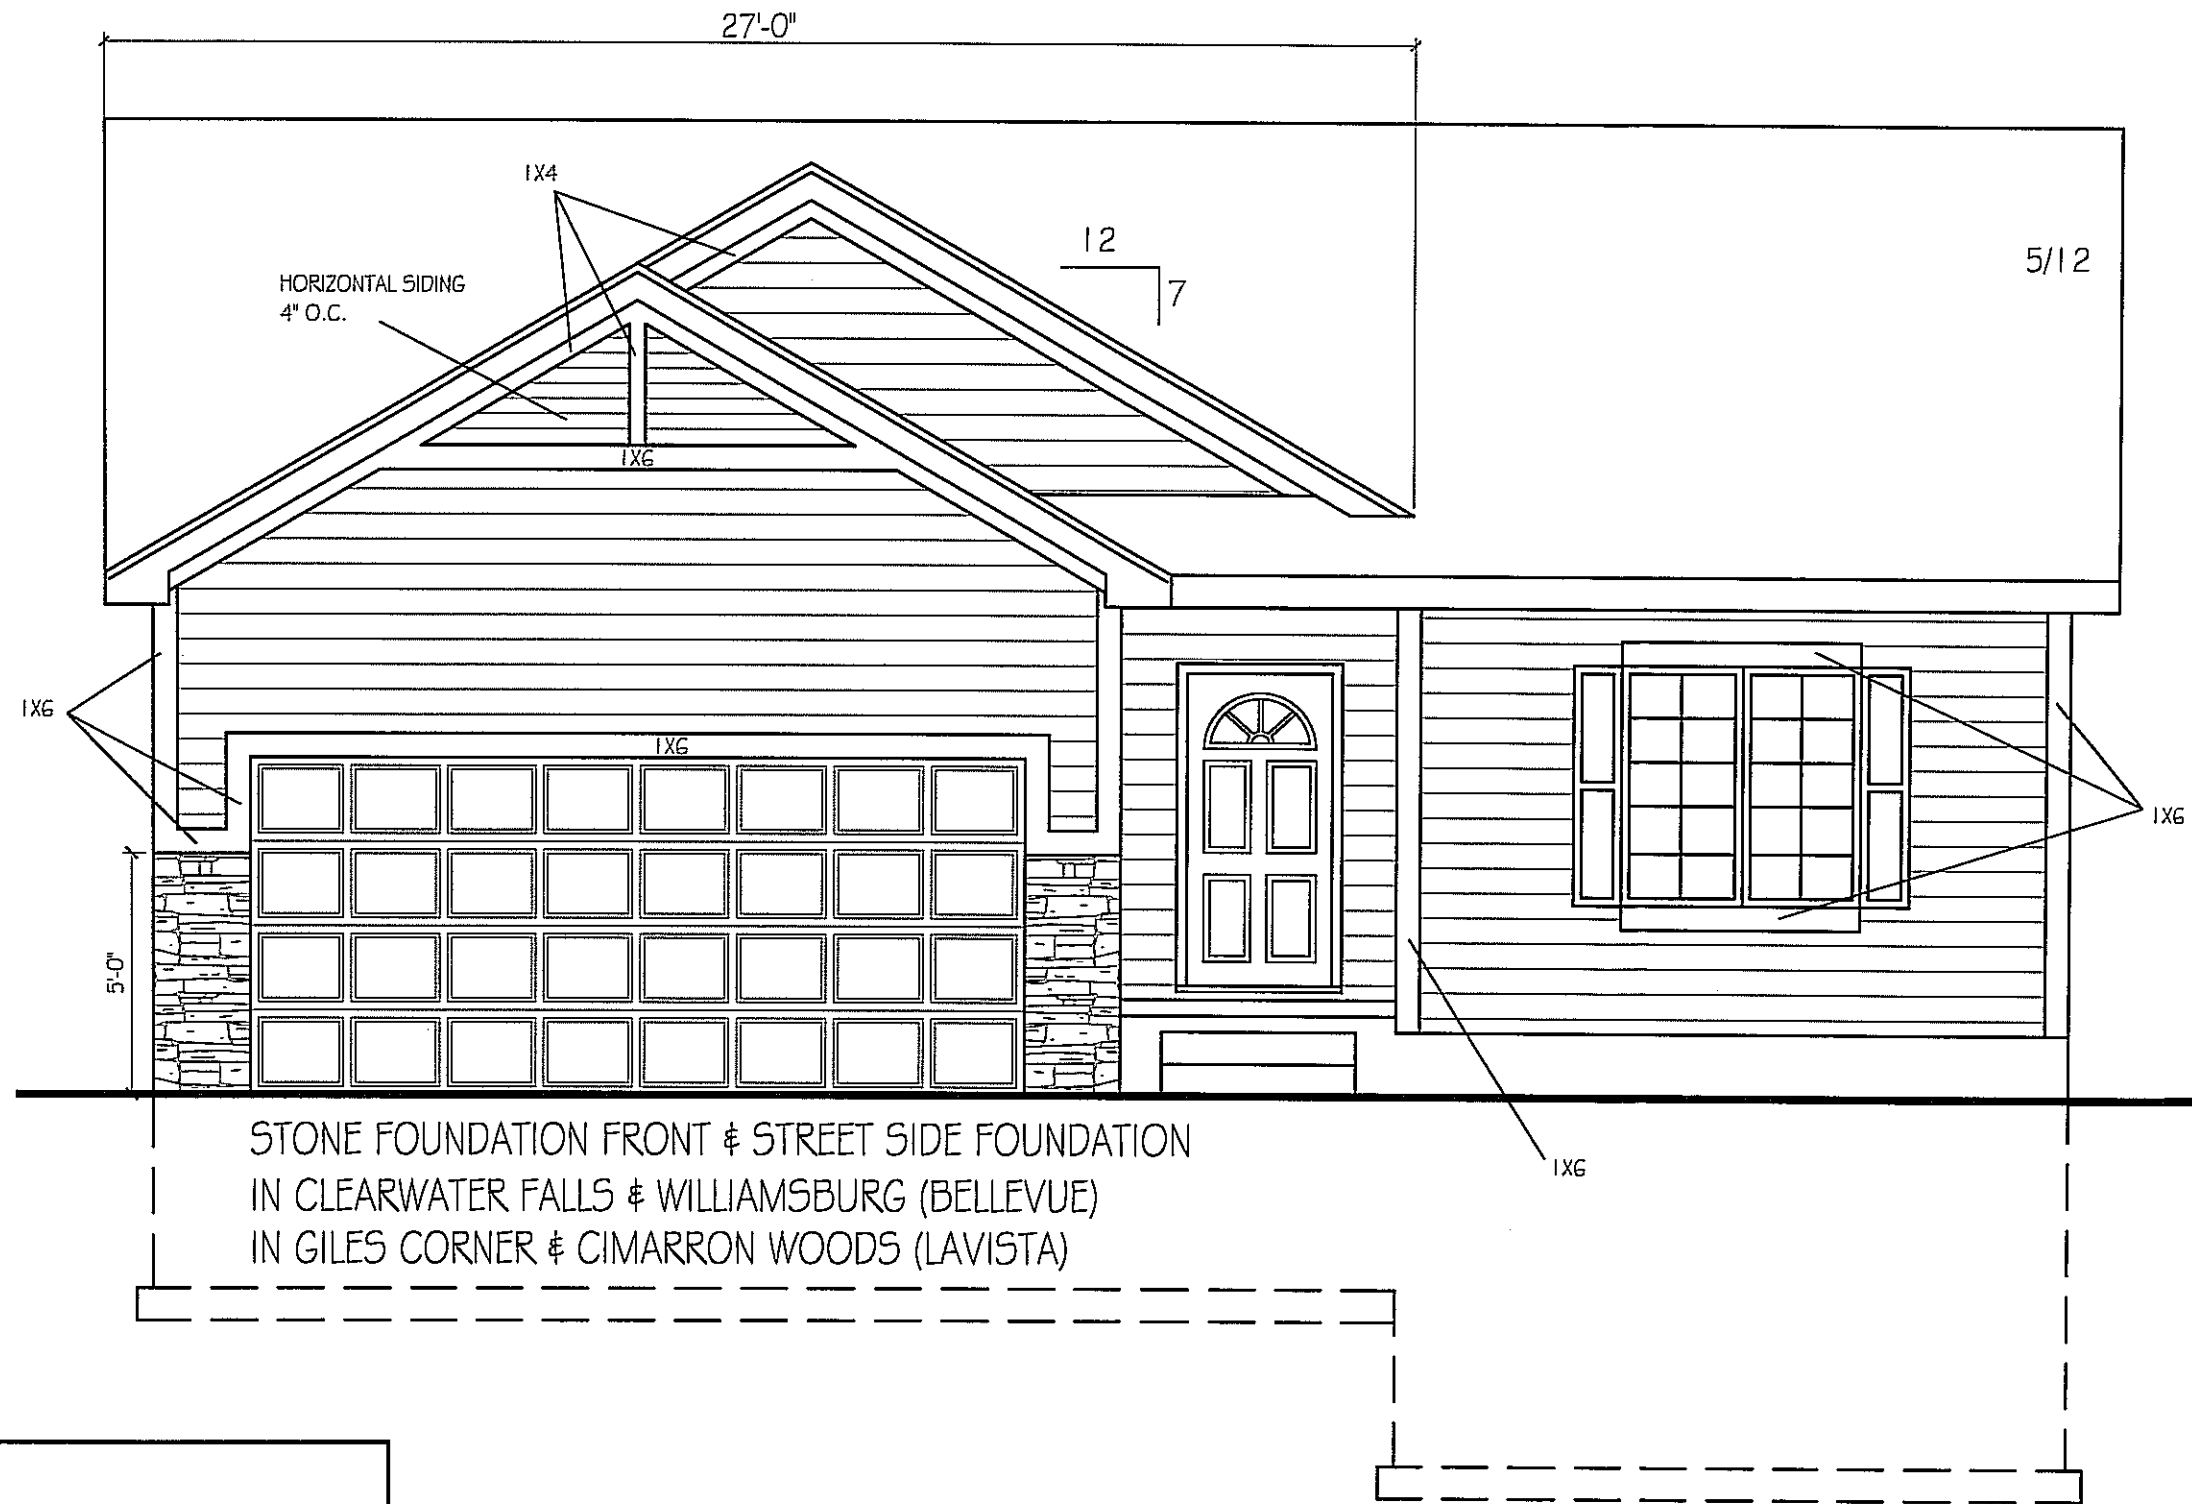 27'-0"
1X4
12
7
5/12
HORIZONTAL SIDING
4" O.C.
1X6
1X6
1X6
1X6
5'-0"
1X6
STONE FOUNDATION FRONT & STREET SIDE FOUNDATION
IN CLEARWATER FALLS & WILLIAMSBURG (BELLEVUE)
IN GILES CORNER & CIMARRON WOODS (LAVISTA)